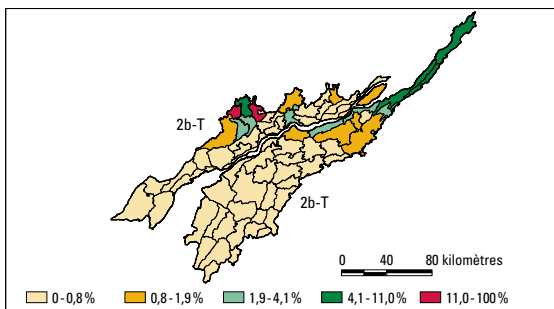 2b-T
2b-T
0 40 80 kilomètres
0 - 0,8 % 0,8 - 1,9 % 1,9 - 4,1 % 4,1 - 11,0 % 11,0 - 100 %